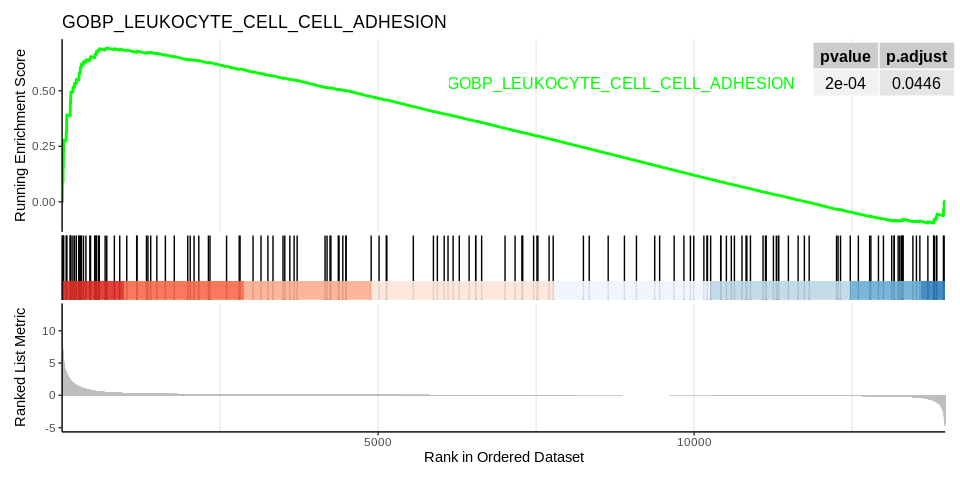 GOBP_LEUKOCYTE_CELL_CELL_ADHESION
Running Enrichment Score
0.50
0.25
0.00
GOBP_LEUKOCYTE_CELL_CELL_ADHESION
pvalue p.adjust
2e-04 0.0446
Ranked List Metric
10
5
0
-5
5000 10000
Rank in Ordered Dataset